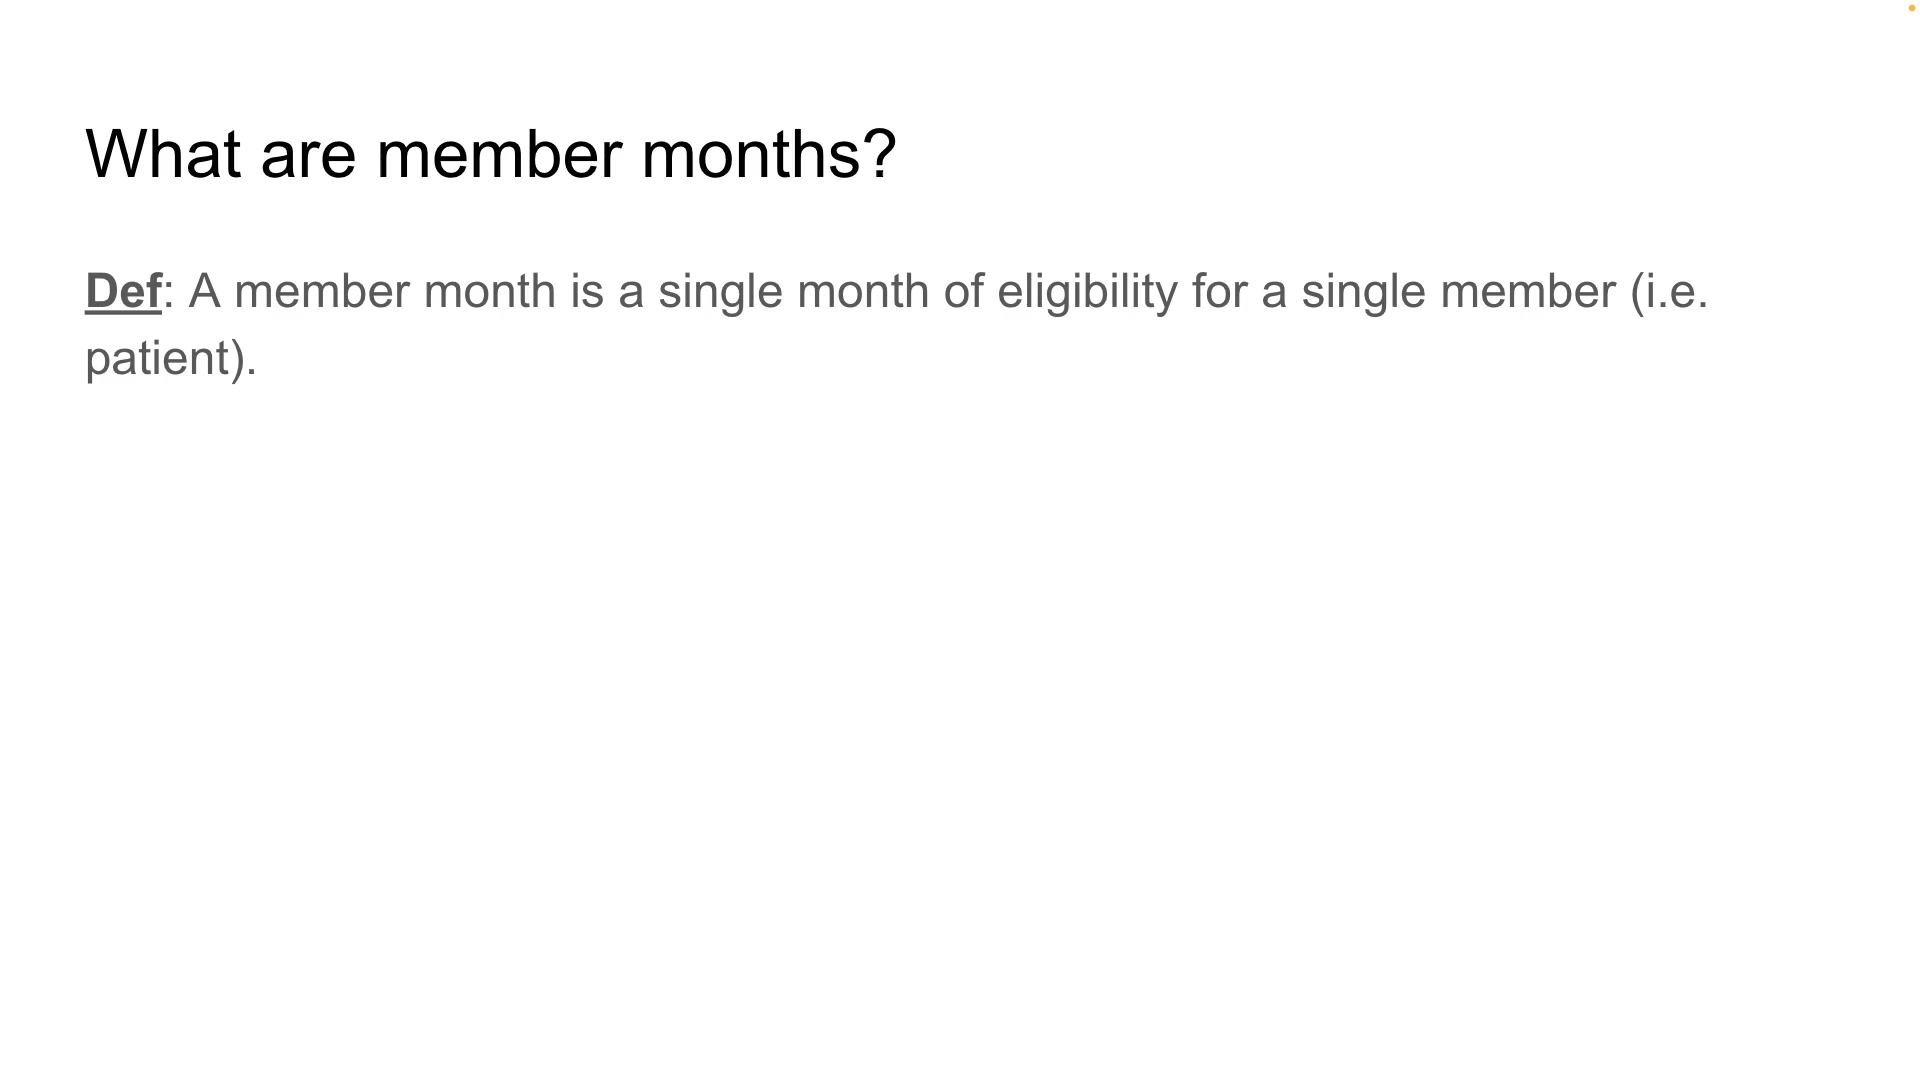 What are member months?
Def: A member month is a single month of eligibility for a single member (i.e.
patient).